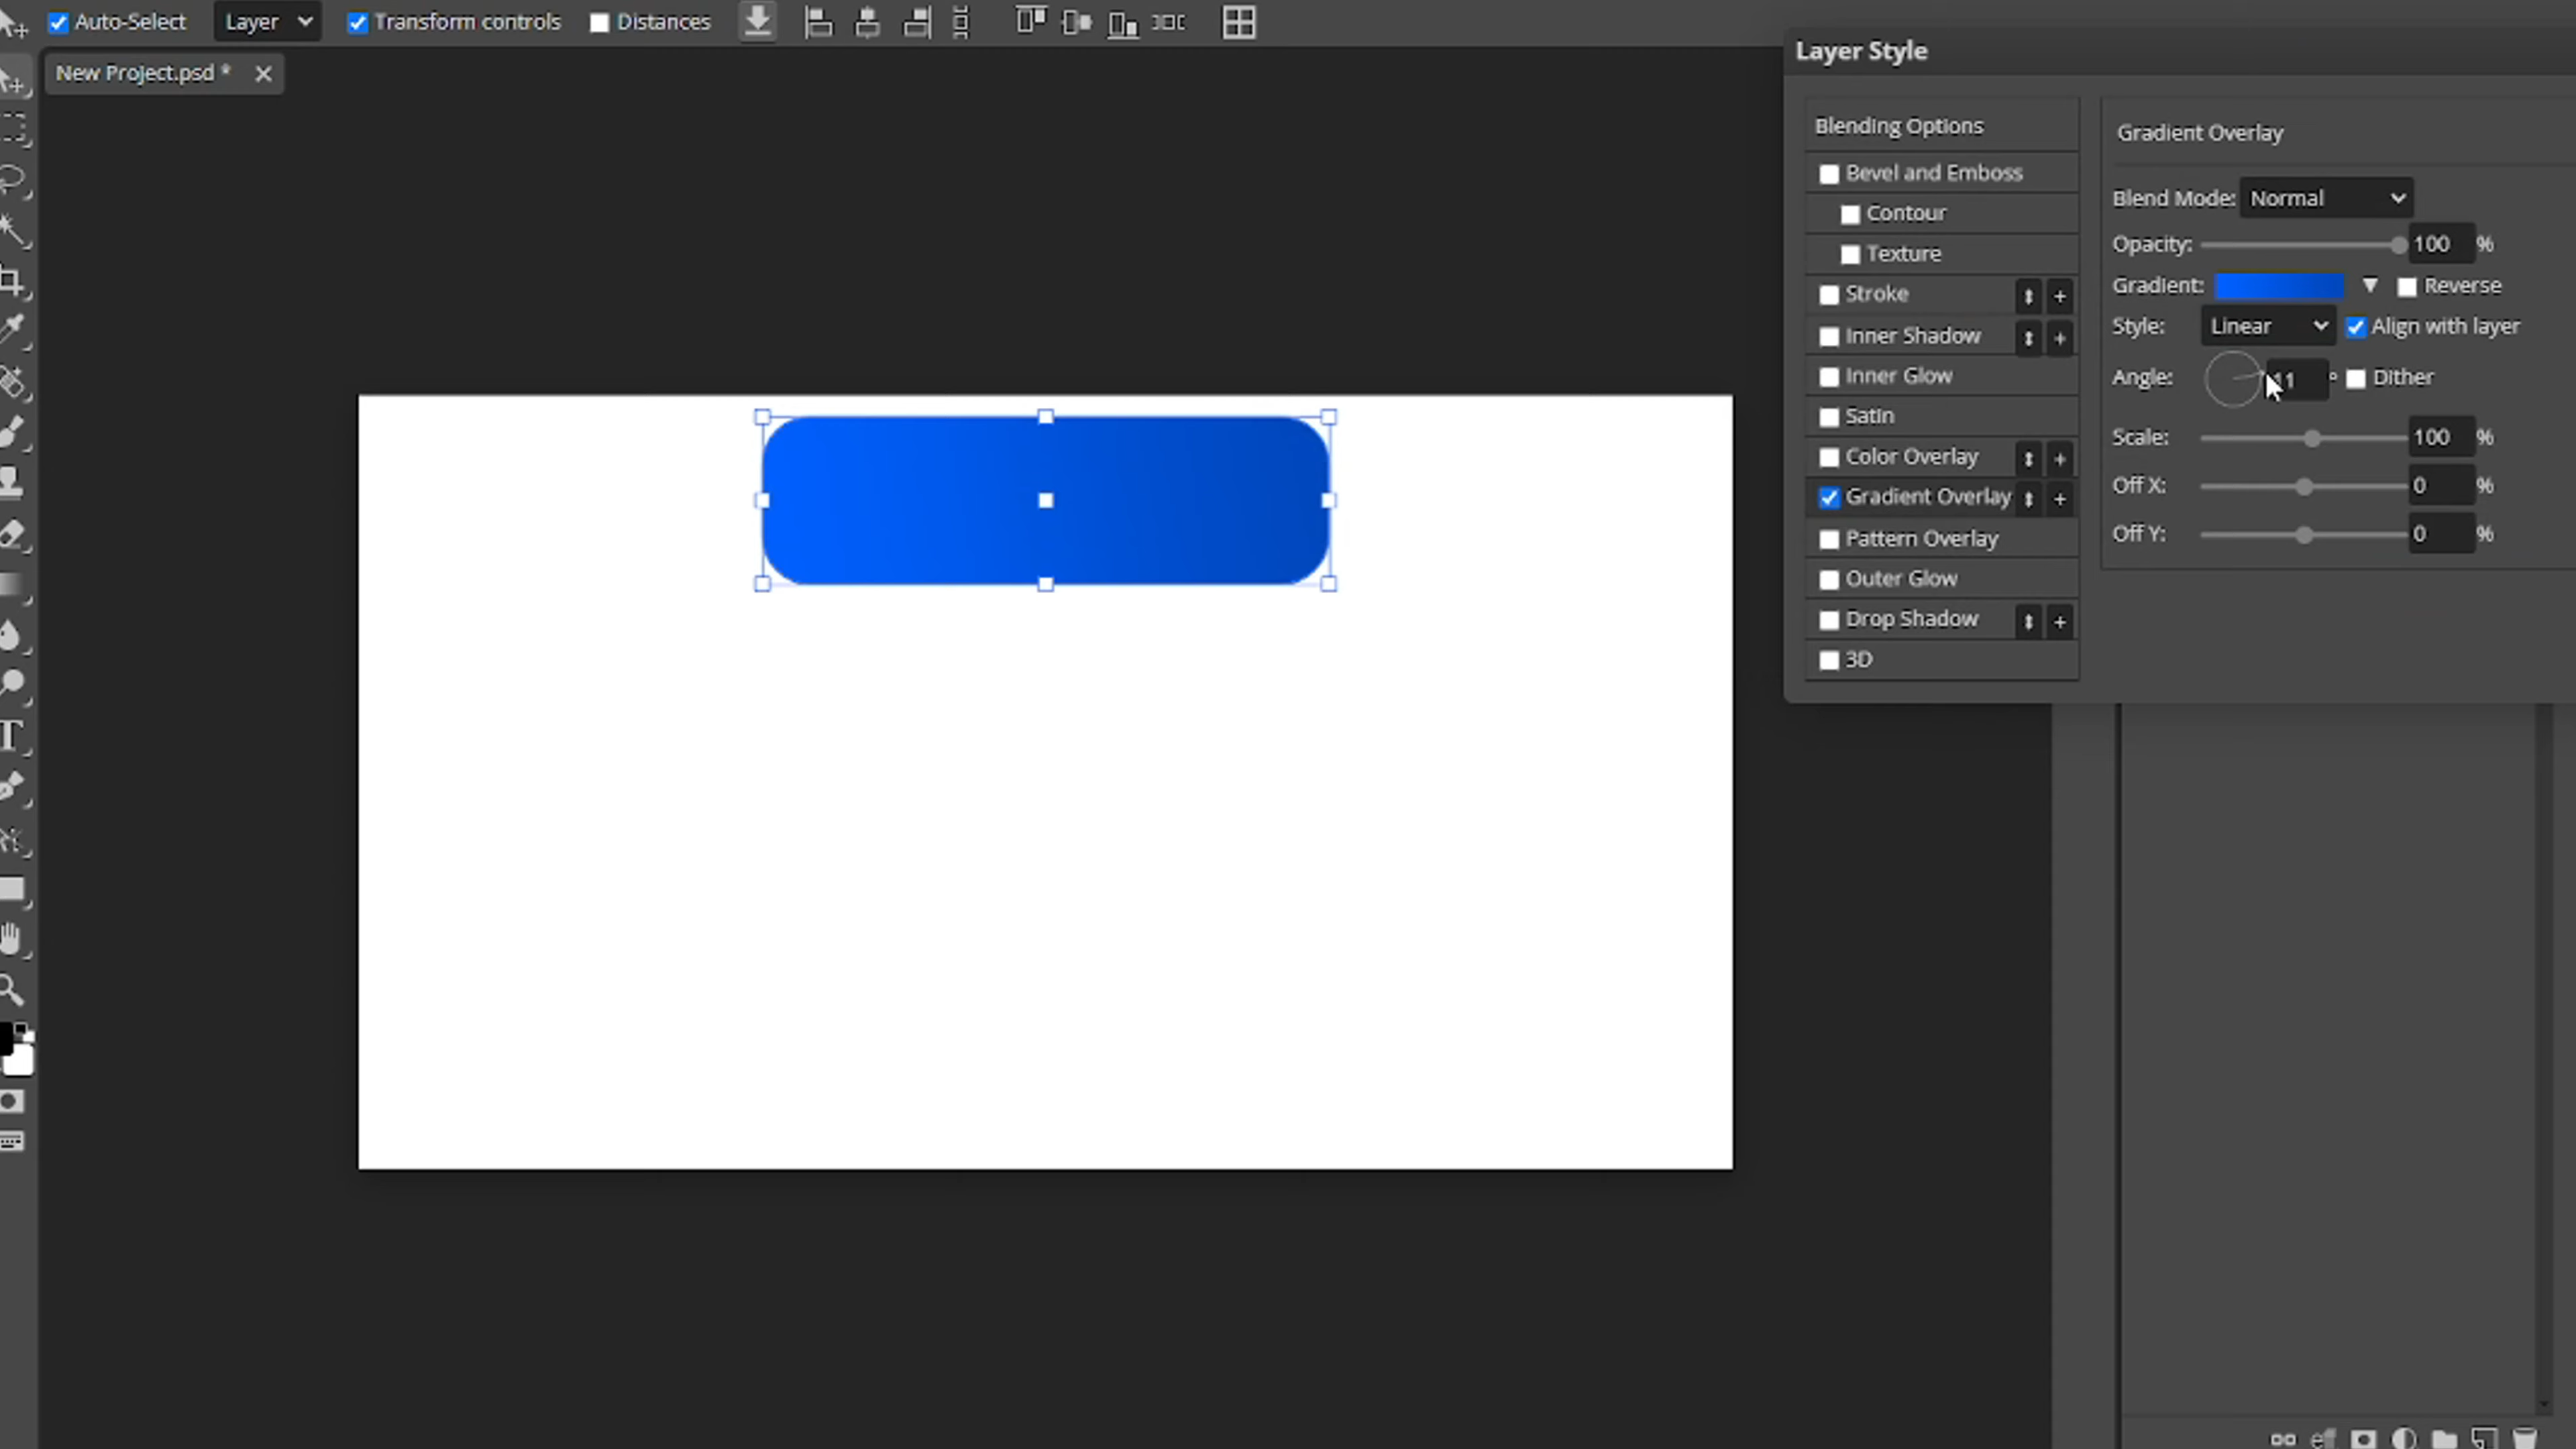 Auto-Select Layer Transform controls Distances
New Project.psd *
Layer Style
Blending Options
Bevel and Emboss
Contour
Texture
Stroke
Inner Shadow
Inner Glow
Satin
Color Overlay
Gradient Overlay
Pattern Overlay
Outer Glow
Drop Shadow
3D
Gradient Overlay
Blend Mode: Normal
Opacity: 100 %
Gradient: Reverse
Style: Linear Align with layer
Angle: 11 ° Dither
Scale: 100 %
Off X: 0 %
Off Y: 0 %